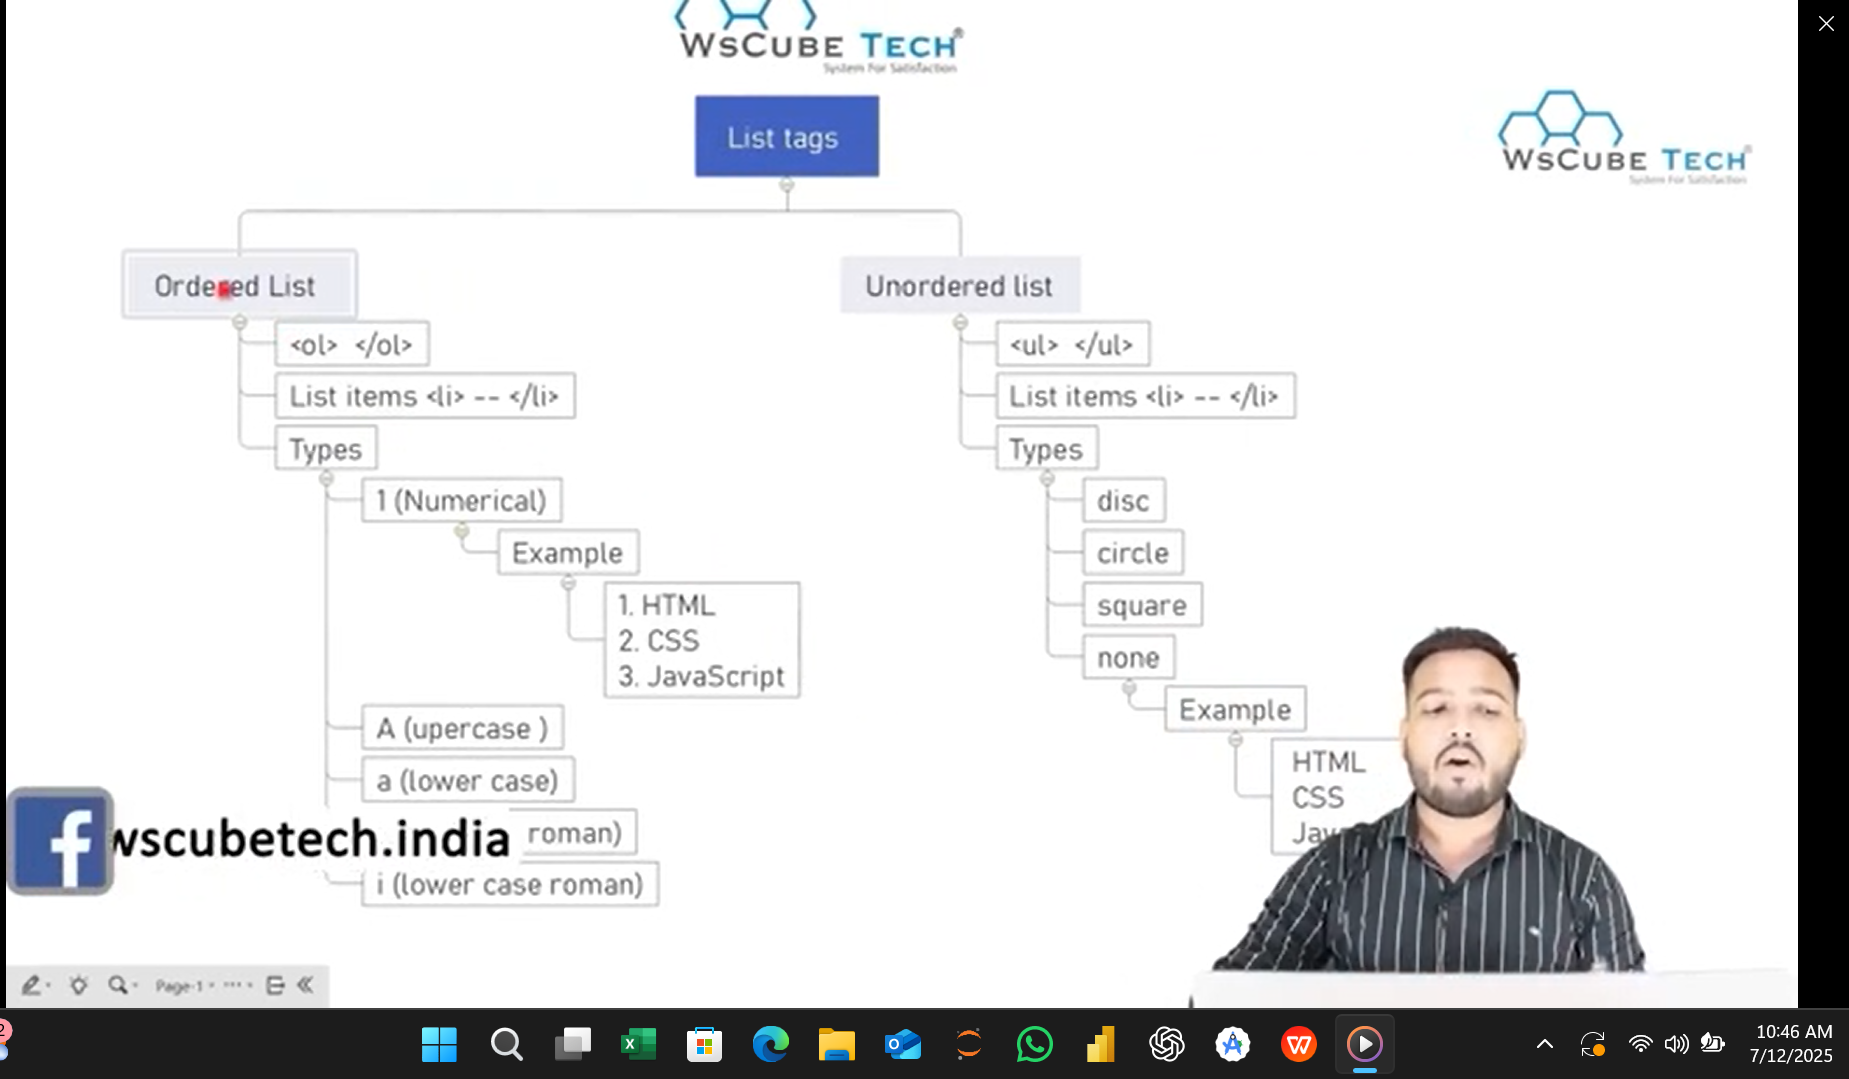 WsCube Tech®
System For Satisfaction
List tags
WsCube Tech®
System For Satisfaction
Ordered List
<ol> </ol>
List items <li> -- </li>
Types
1 (Numerical)
Example
1. HTML
2. CSS
3. JavaScript
A (upercase )
a (lower case)
roman)
i (lower case roman)
Unordered list
<ul> </ul>
List items <li> -- </li>
Types
disc
circle
square
none
Example
HTML
CSS
wscubetech.india
Page-1
10:46 AM
7/12/2025